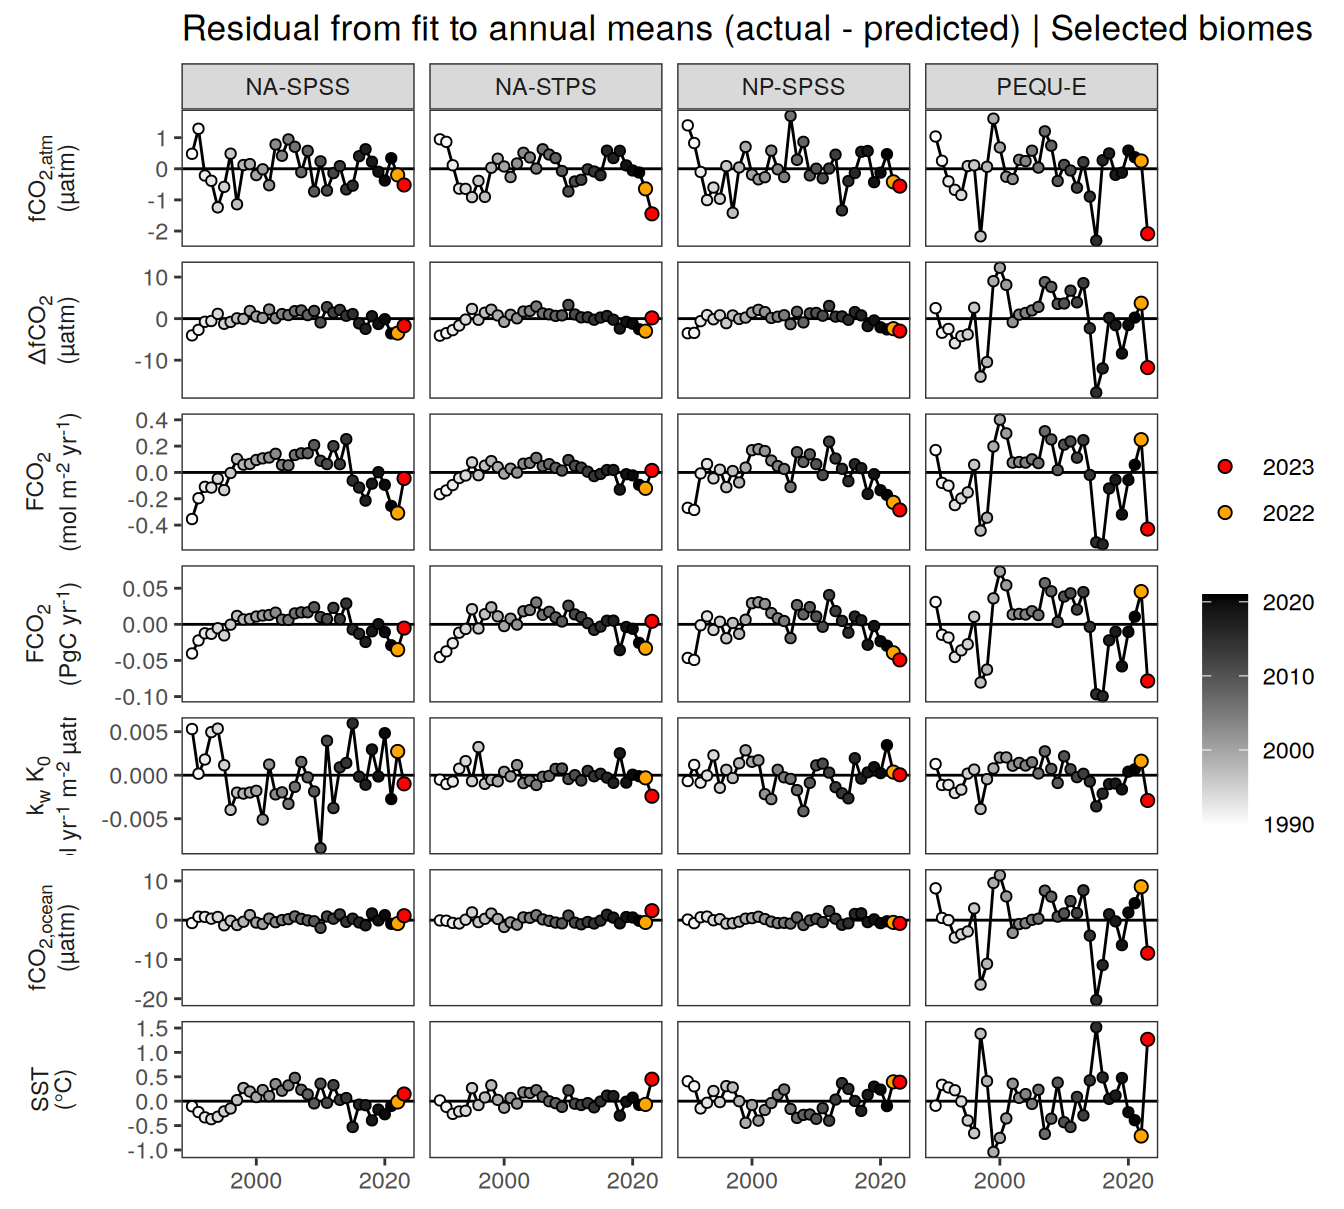 Residual from fit to annual means (actual - predicted) | Selected biomes
NA-SPSS NA-STPS NP-SPSS PEQU-E
fCO2,atm
(µatm)
1
0
-1
-2
ΔfCO2
(µatm)
10
0
-10
FCO2
(mol m-2 yr-1)
0.4
0.2
0.0
-0.2
-0.4
FCO2
(PgC yr-1)
0.05
0.00
-0.05
-0.10
kw K0
l yr-1 m-2 µatr
0.005
0.000
-0.005
fCO2,ocean
(µatm)
10
0
-10
-20
SST
(°C)
1.5
1.0
0.5
0.0
-0.5
-1.0
2000 2020 2000 2020 2000 2020 2000 2020
2023
2022
2020
2010
2000
1990